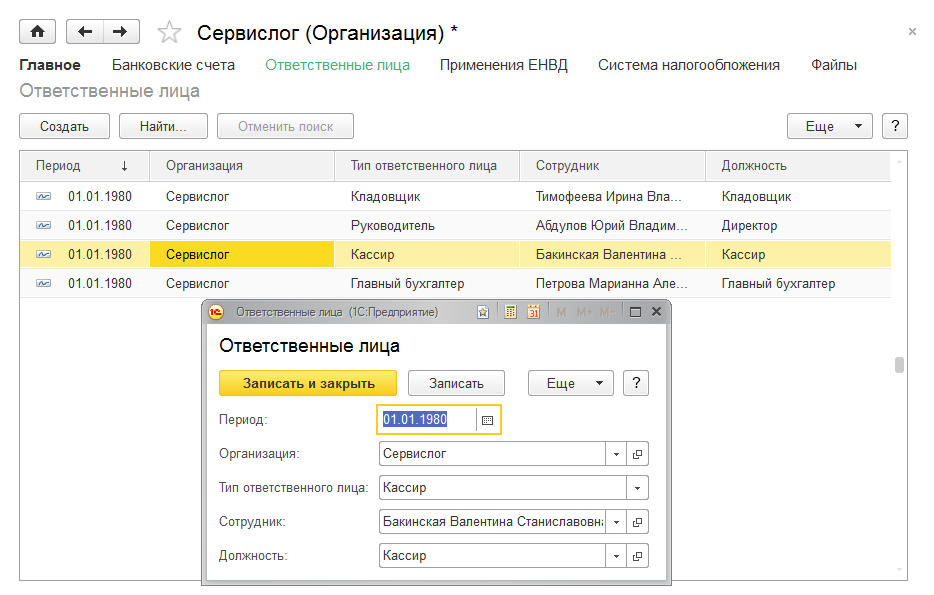 Сервислог (Организация) *
Главное Банковские счета Ответственные лица Применения ЕНВД Система налогообложения Файлы
Ответственные лица
Создать Найти... Отменить поиск Еще ?
Период ↓ Организация Тип ответственного лица Сотрудник Должность
01.01.1980 Сервислог Кладовщик Тимофеева Ирина Вла... Кладовщик
01.01.1980 Сервислог Руководитель Абдулов Юрий Владим... Директор
01.01.1980 Сервислог Кассир Бакинская Валентина ... Кассир
01.01.1980 Сервислог Главный бухгалтер Петрова Марианна Але... Главный бухгалтер
1С Ответственные лица (1С:Предприятие) 31 M M+ M-
Ответственные лица
Записать и закрыть Записать Еще ?
Период: 01.01.1980
Организация: Сервислог
Тип ответственного лица: Кассир
Сотрудник: Бакинская Валентина Станиславовна
Должность: Кассир